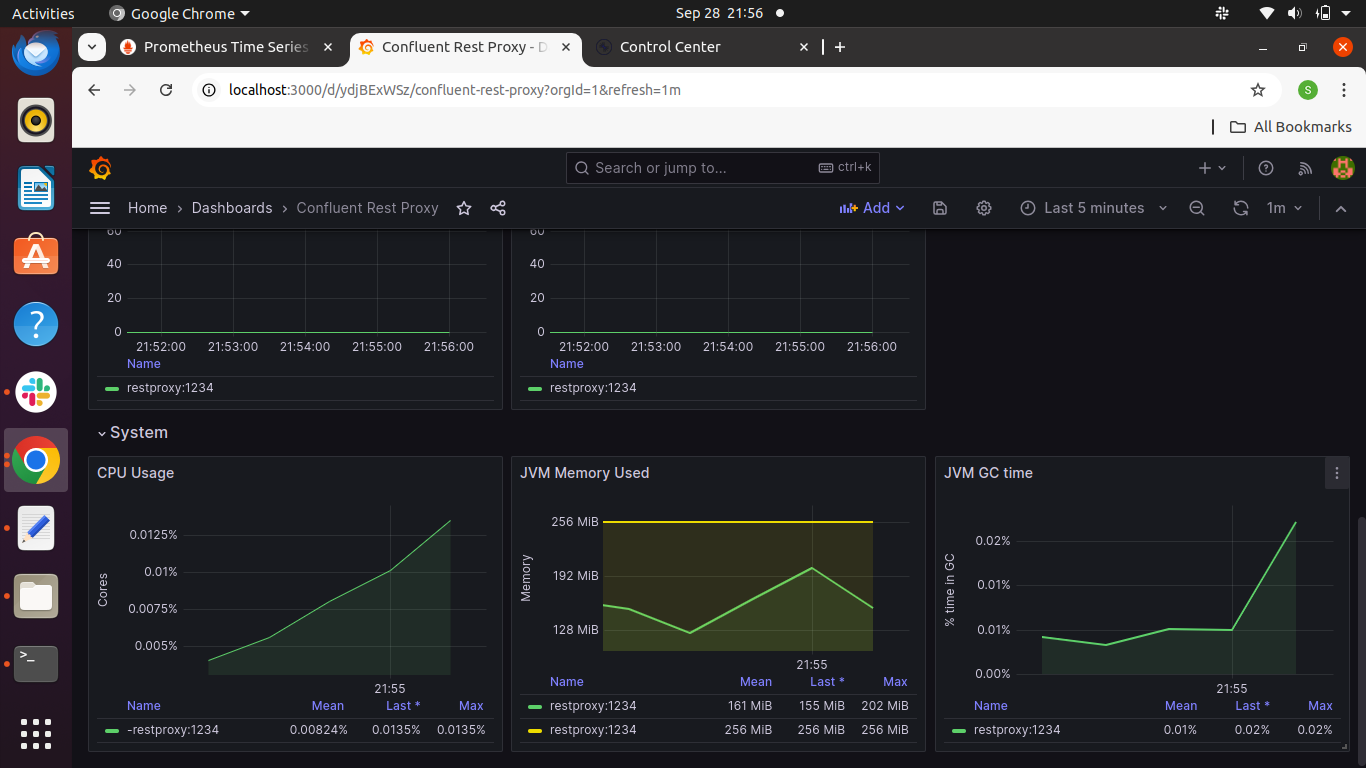 Activities Google Chrome Sep 28 21:56
Prometheus Time Series Confluent Rest Proxy - D Control Center
localhost:3000/d/ydjBExWSz/confluent-rest-proxy?orgId=1&refresh=1m S
All Bookmarks
Search or jump to... ctrl+k
Home › Dashboards › Confluent Rest Proxy Add Last 5 minutes 1m
60
40
20
0
21:52:00 21:53:00 21:54:00 21:55:00 21:56:00
Name
restproxy:1234
60
40
20
0
21:52:00 21:53:00 21:54:00 21:55:00 21:56:00
Name
restproxy:1234
System
CPU Usage
Cores
0.0125%
0.01%
0.0075%
0.005%
21:55
Name Mean Last * Max
-restproxy:1234 0.00824% 0.0135% 0.0135%
JVM Memory Used
Memory
256 MiB
192 MiB
128 MiB
21:55
Name Mean Last * Max
restproxy:1234 161 MiB 155 MiB 202 MiB
restproxy:1234 256 MiB 256 MiB 256 MiB
JVM GC time
% time in GC
0.02%
0.01%
0.01%
0.00%
21:55
Name Mean Last * Max
restproxy:1234 0.01% 0.02% 0.02%